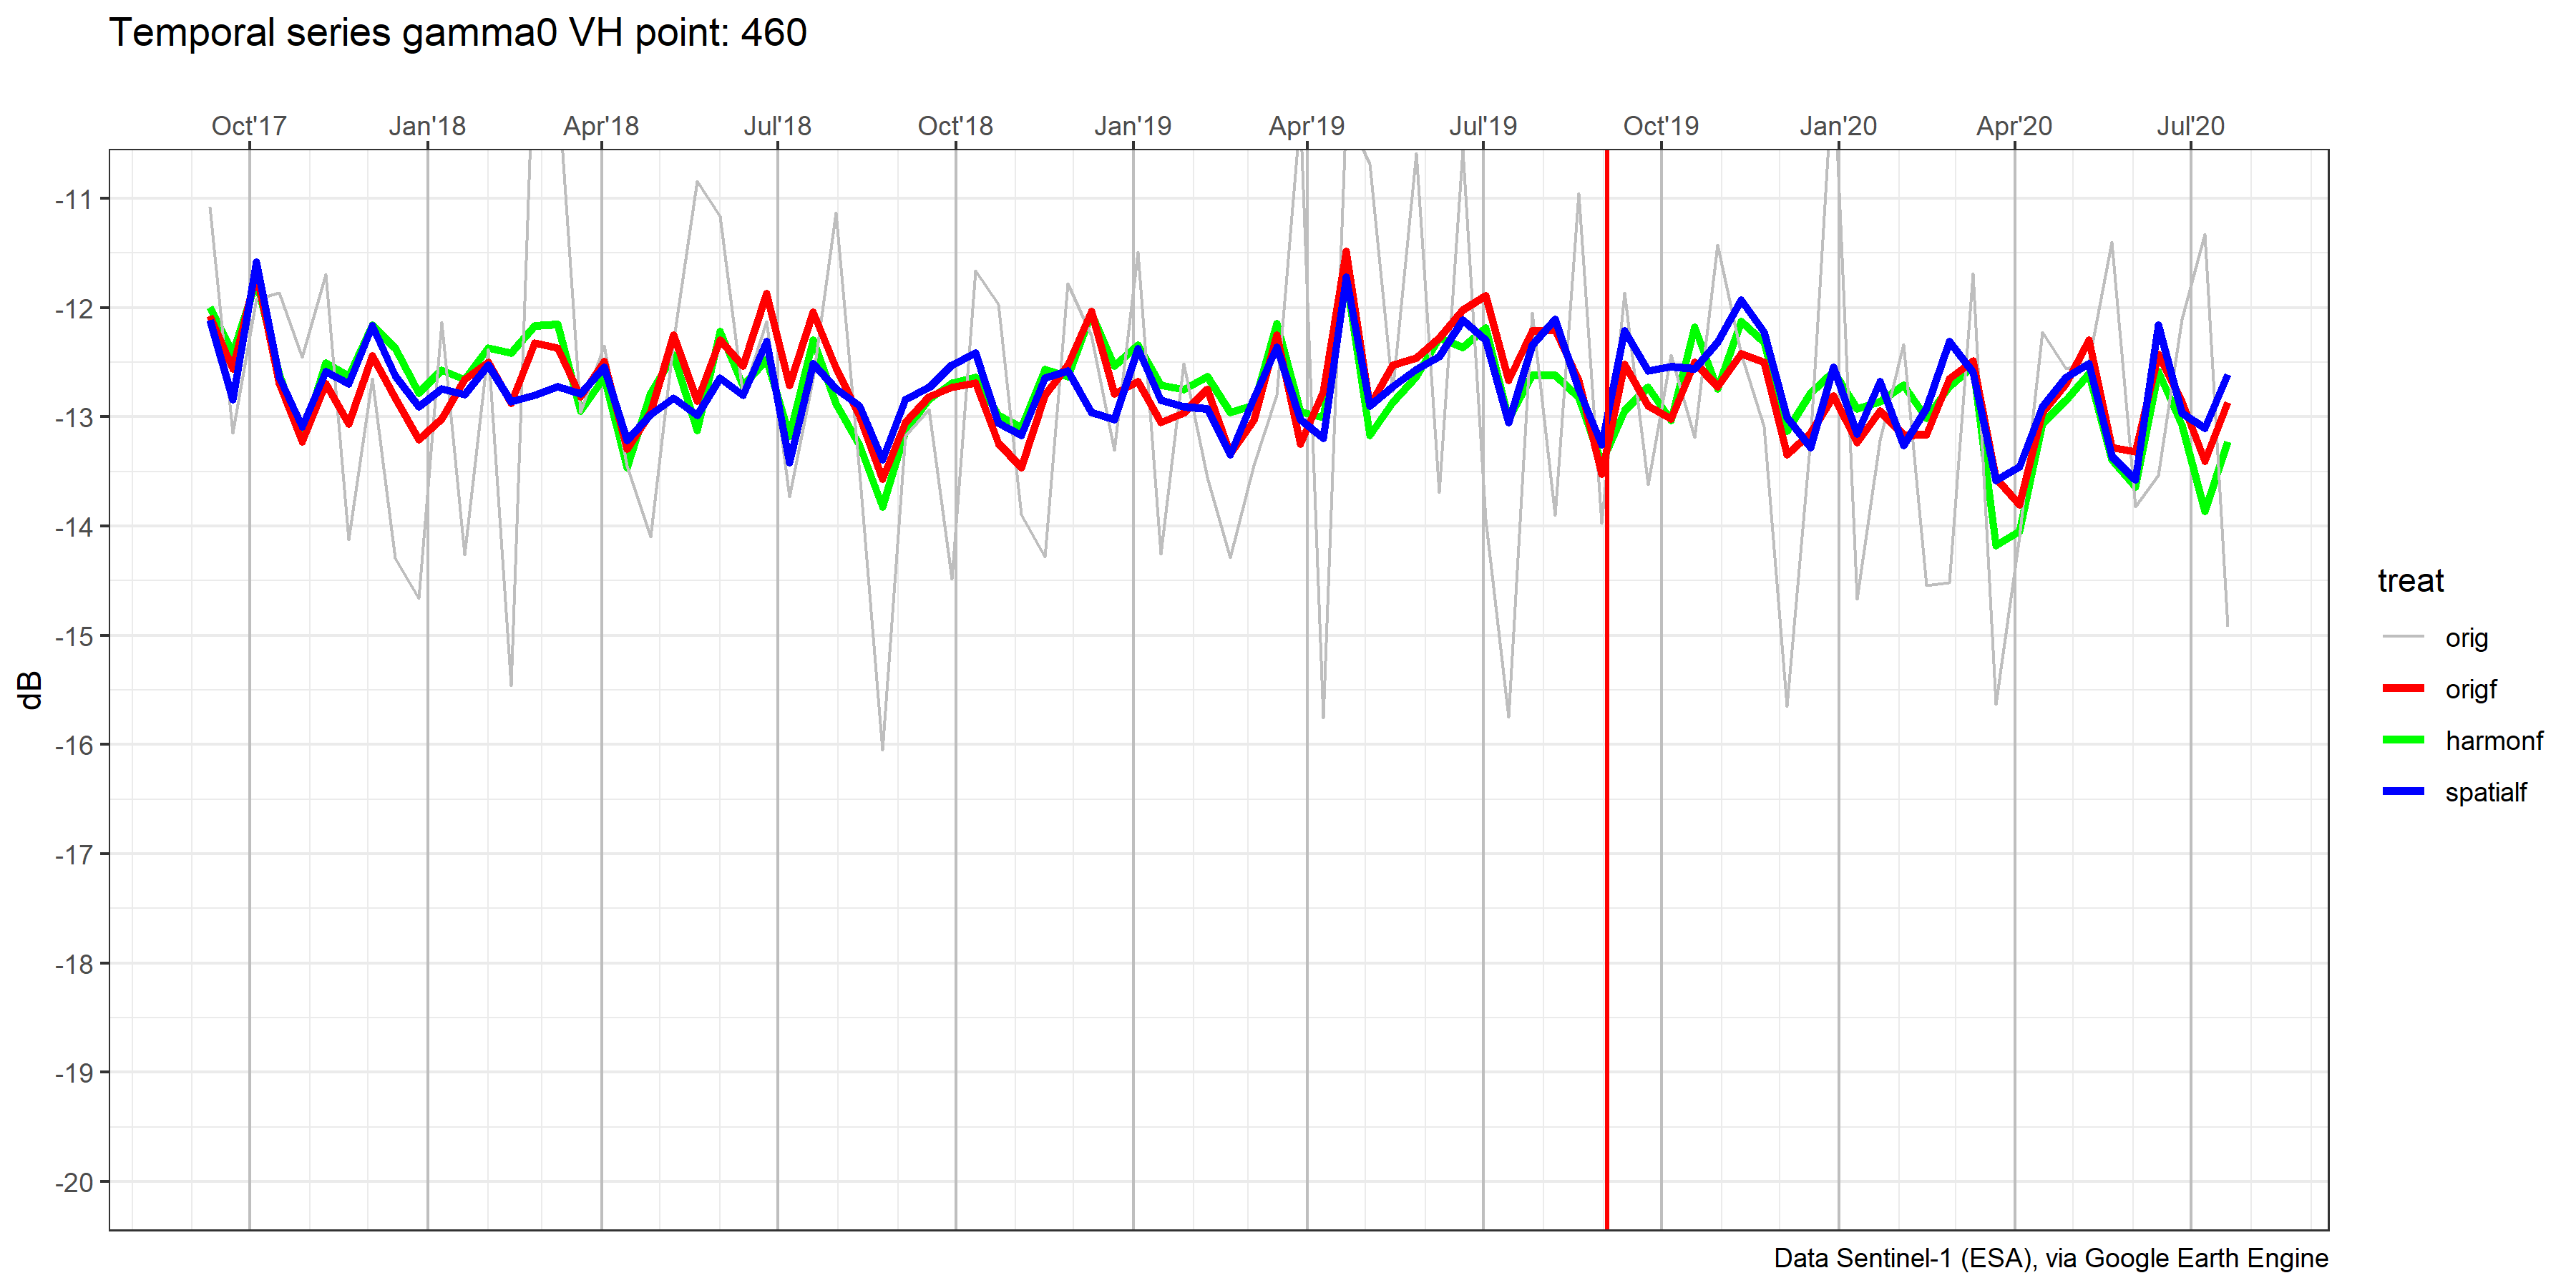 Temporal series gamma0 VH point: 460
Oct'17 Jan'18 Apr'18 Jul'18 Oct'18 Jan'19 Apr'19 Jul'19 Oct'19 Jan'20 Apr'20 Jul'20
-11
-12
-13
-14
-15
-16
-17
-18
-19
-20
dB
treat
orig
origf
harmonf
spatialf
Data Sentinel-1 (ESA), via Google Earth Engine